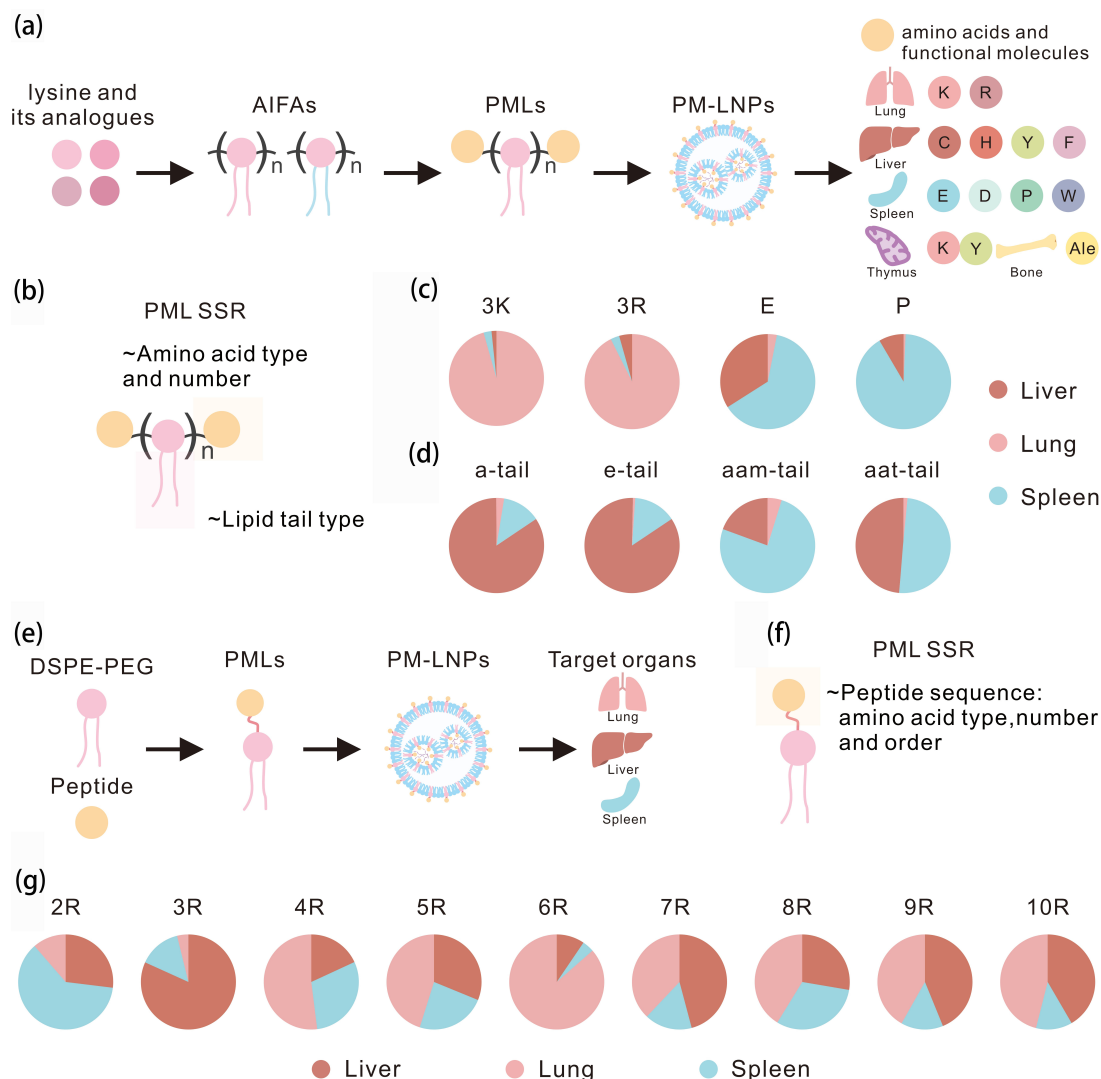 (a)
lysine and
its analogues
AIFAs
n
n
PMLs
n
PM-LNPs
amino acids and
functional molecules
Lung
K R
Liver
C H Y F
Spleen
E D P W
Thymus
K Y
Bone
Ale
(b)
PML SSR
~Amino acid type
and number
n
~Lipid tail type
(c)
3K 3R E P
(d)
a-tail e-tail aam-tail aat-tail
Liver
Lung
Spleen
(e)
DSPE-PEG
Peptide
PMLs
PM-LNPs
Target organs
Lung
Liver
Spleen
(f)
PML SSR
~Peptide sequence:
amino acid type,number
and order
(g)
2R 3R 4R 5R 6R 7R 8R 9R 10R
Liver Lung Spleen